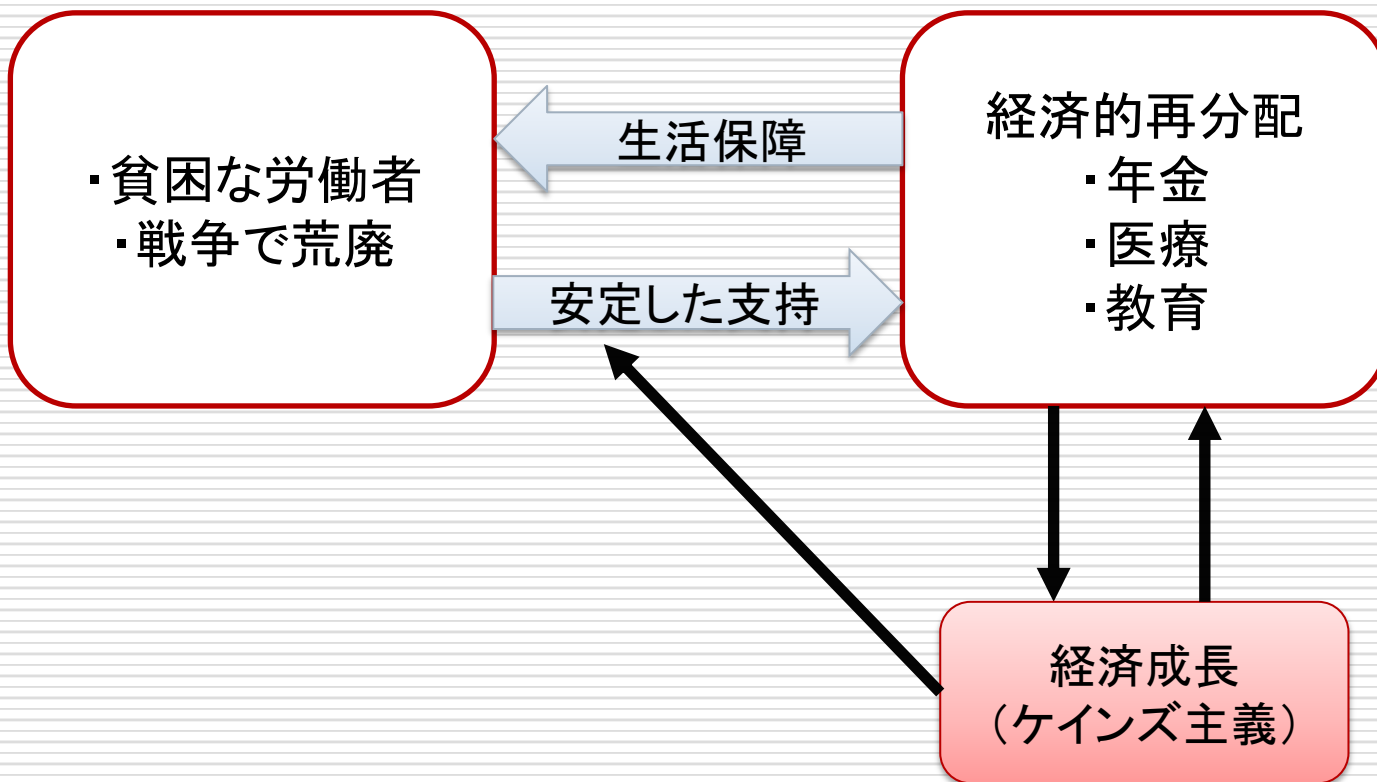 ・貧困な労働者
・戦争で荒廃
生活保障
安定した支持
経済的再分配
・年金
・医療
・教育
経済成長
（ケインズ主義）